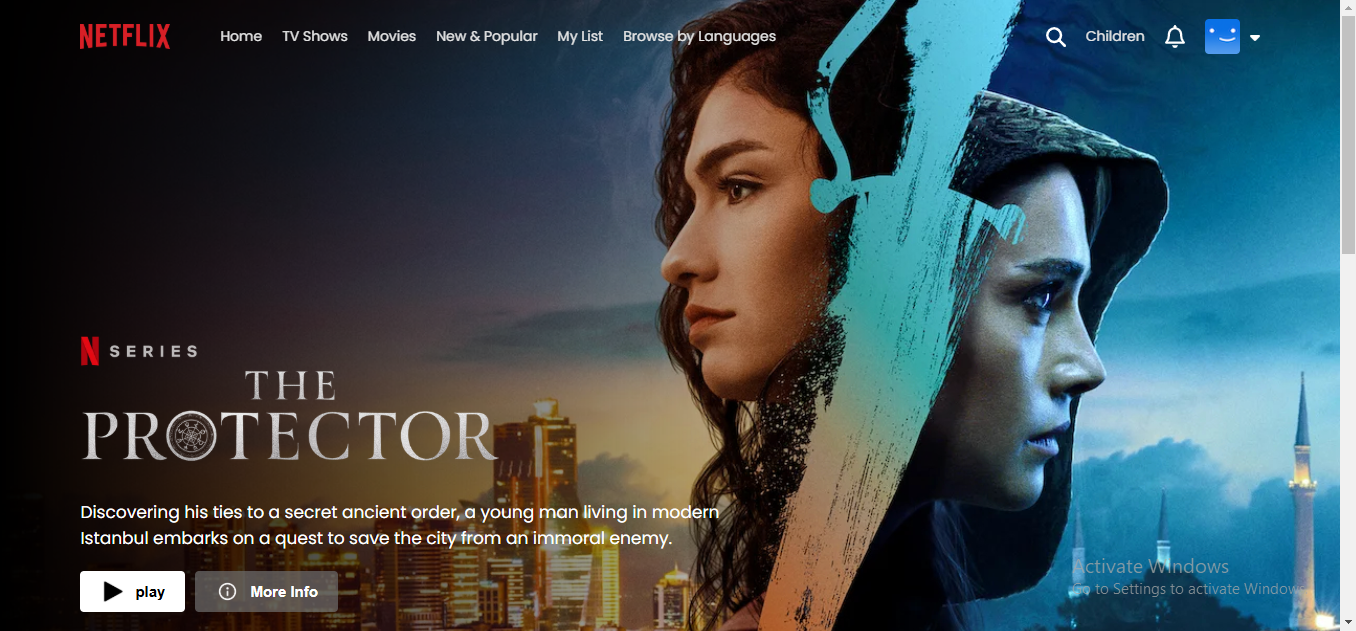 NETFLIX Home TV Shows Movies New & Popular My List Browse by Languages Children
N SERIES
THE
PROTECTOR
Discovering his ties to a secret ancient order, a young man living in modern
Istanbul embarks on a quest to save the city from an immoral enemy.
play More Info
Activate Windows
Go to Settings to activate Windows.